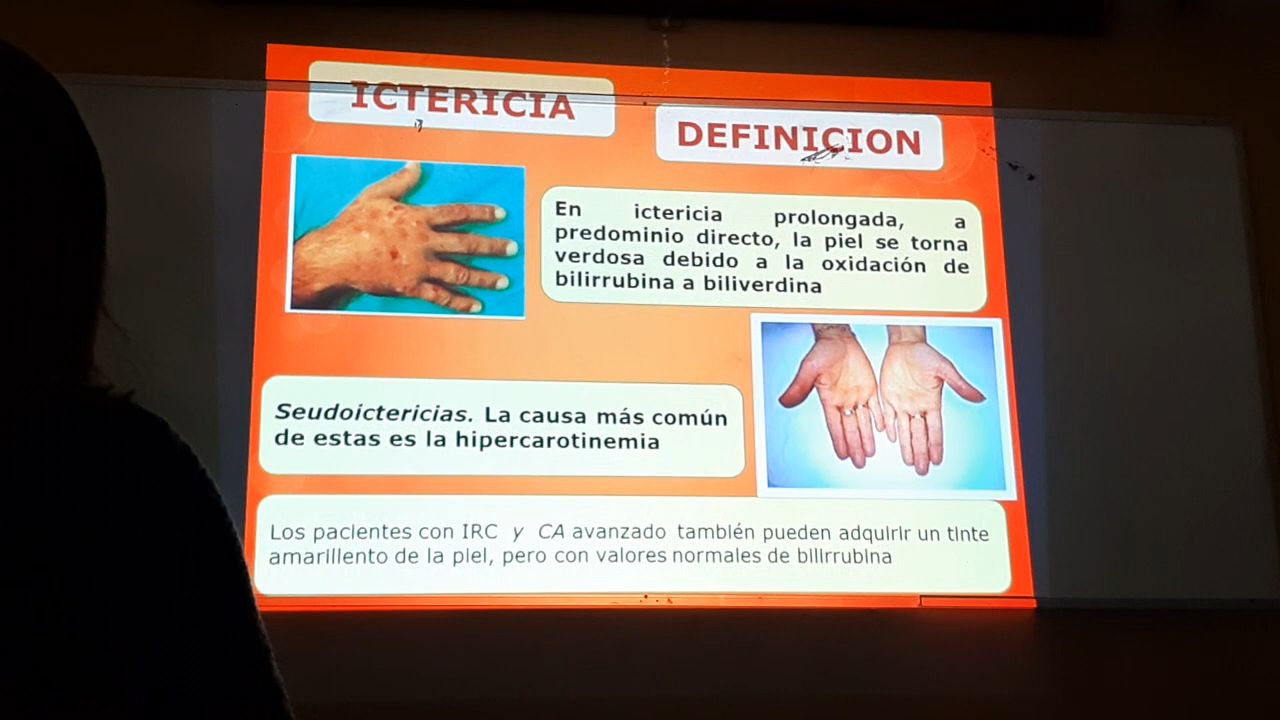 ICTERICIA
DEFINICION
En ictericia prolongada, a
predominio directo, la piel se torna
verdosa debido a la oxidación de
bilirrubina a biliverdina
Seudoictericias. La causa más común
de estas es la hipercarotinemia
Los pacientes con IRC y CA avanzado también pueden adquirir un tinte
amarillento de la piel, pero con valores normales de bilirrubina